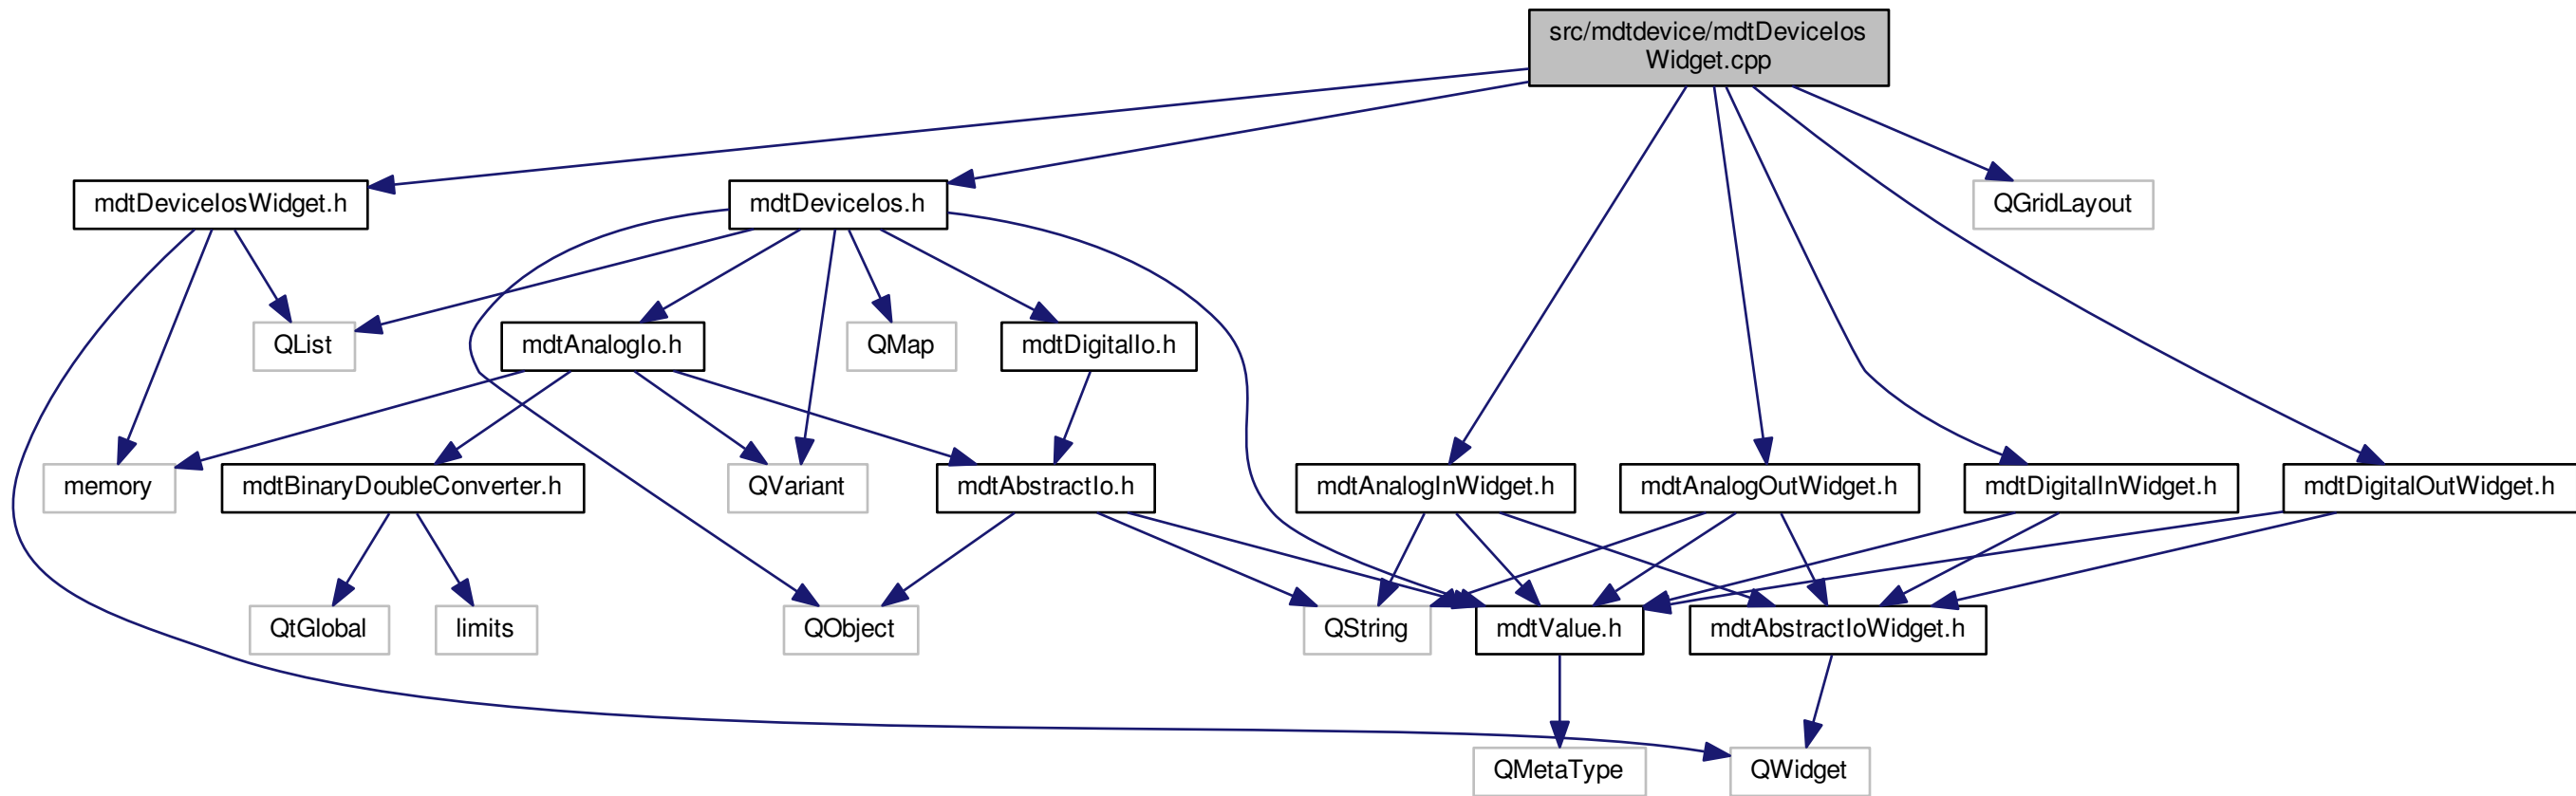 src/mdtdevice/mdtDeviceIos
Widget.cpp
mdtDeviceIosWidget.h
mdtDeviceIos.h
QGridLayout
QList
mdtAnalogIo.h
QMap
mdtDigitalIo.h
memory
mdtBinaryDoubleConverter.h
QVariant
mdtAbstractIo.h
mdtAnalogInWidget.h
mdtAnalogOutWidget.h
mdtDigitalInWidget.h
mdtDigitalOutWidget.h
QtGlobal
limits
QObject
QString
mdtValue.h
mdtAbstractIoWidget.h
QMetaType
QWidget